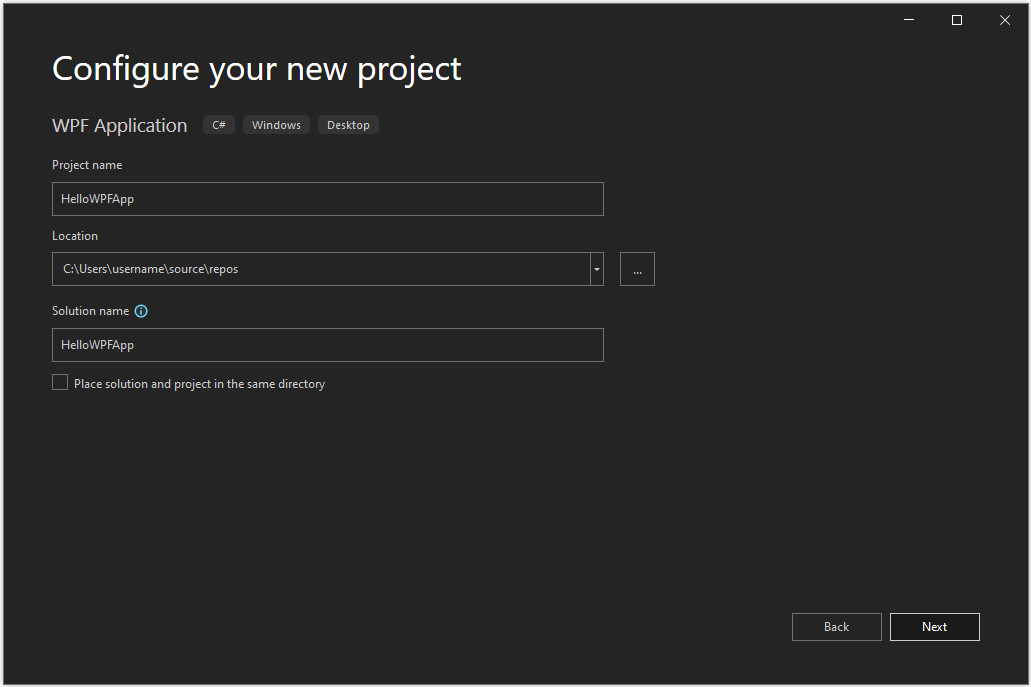 Configure your new project
WPF Application C# Windows Desktop
Project name
HelloWPFApp
Location
C:\Users\username\source\repos ...
Solution name
HelloWPFApp
Place solution and project in the same directory
Back Next